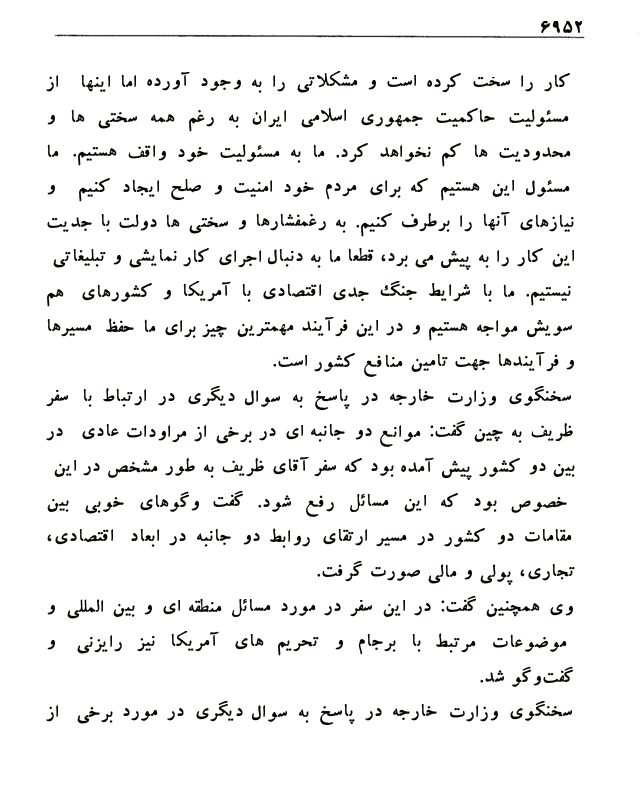 ۶۹۵۲
کار را سخت کرده است و مشکلاتی را به وجود آورده اما اینها از
مسئولیت حاکمیت جمهوری اسلامی ایران به رغم همه سختی ها و
محدودیت ها کم نخواهد کرد. ما به مسئولیت خود واقف هستیم. ما
مسئول این هستیم که برای مردم خود امنیت و صلح ایجاد کنیم و
نیازهای آنها را برطرف کنیم. به رغمفشارها و سختی ها دولت با جدیت
این کار را به پیش می برد، قطعا ما به دنبال اجرای کار نمایشی و تبلیغاتی
نیستیم. ما با شرایط جنگ جدی اقتصادی با آمریکا و کشورهای هم
سویش مواجه هستیم و در این فرآیند مهمترین چیز برای ما حفظ مسیرها
و فرآیندها جهت تامین منافع کشور است.
سخنگوی وزارت خارجه در پاسخ به سوال دیگری در ارتباط با سفر
ظریف به چین گفت: موانع دو جانبه ای در برخی از مراودات عادی در
بین دو کشور پیش آمده بود که سفر آقای ظریف به طور مشخص در این
خصوص بود که این مسائل رفع شود. گفت وگوهای خوبی بین
مقامات دو کشور در مسیر ارتقای روابط دو جانبه در ابعاد اقتصادی،
تجاری، پولی و مالی صورت گرفت.
وی همچنین گفت: در این سفر در مورد مسائل منطقه ای و بین المللی و
موضوعات مرتبط با برجام و تحریم های آمریکا نیز رایزنی و
گفت‌وگو شد.
سخنگوی وزارت خارجه در پاسخ به سوال دیگری در مورد برخی از